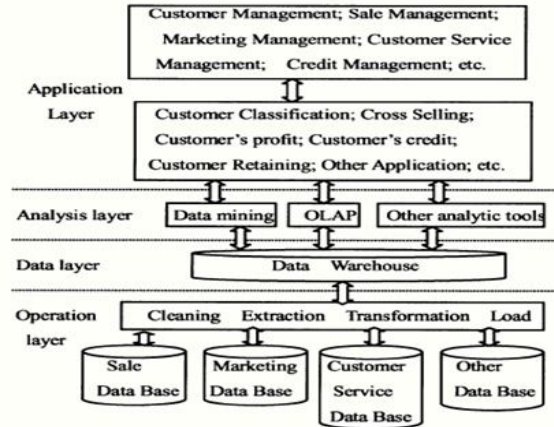 Customer Management; Sale Management;
Marketing Management; Customer Service
Management; Credit Management; etc.
Application
Layer
Customer Classification; Cross Selling;
Customer's profit; Customer's credit;
Customer Retaining; Other Application; etc.
Analysis layer
Data mining
OLAP
Other analytic tools
Data layer
Data Warehouse
Operation
layer
Cleaning Extraction Transformation Load
Sale
Data Base
Marketing
Data Base
Customer
Service
Data Base
Other
Data Base